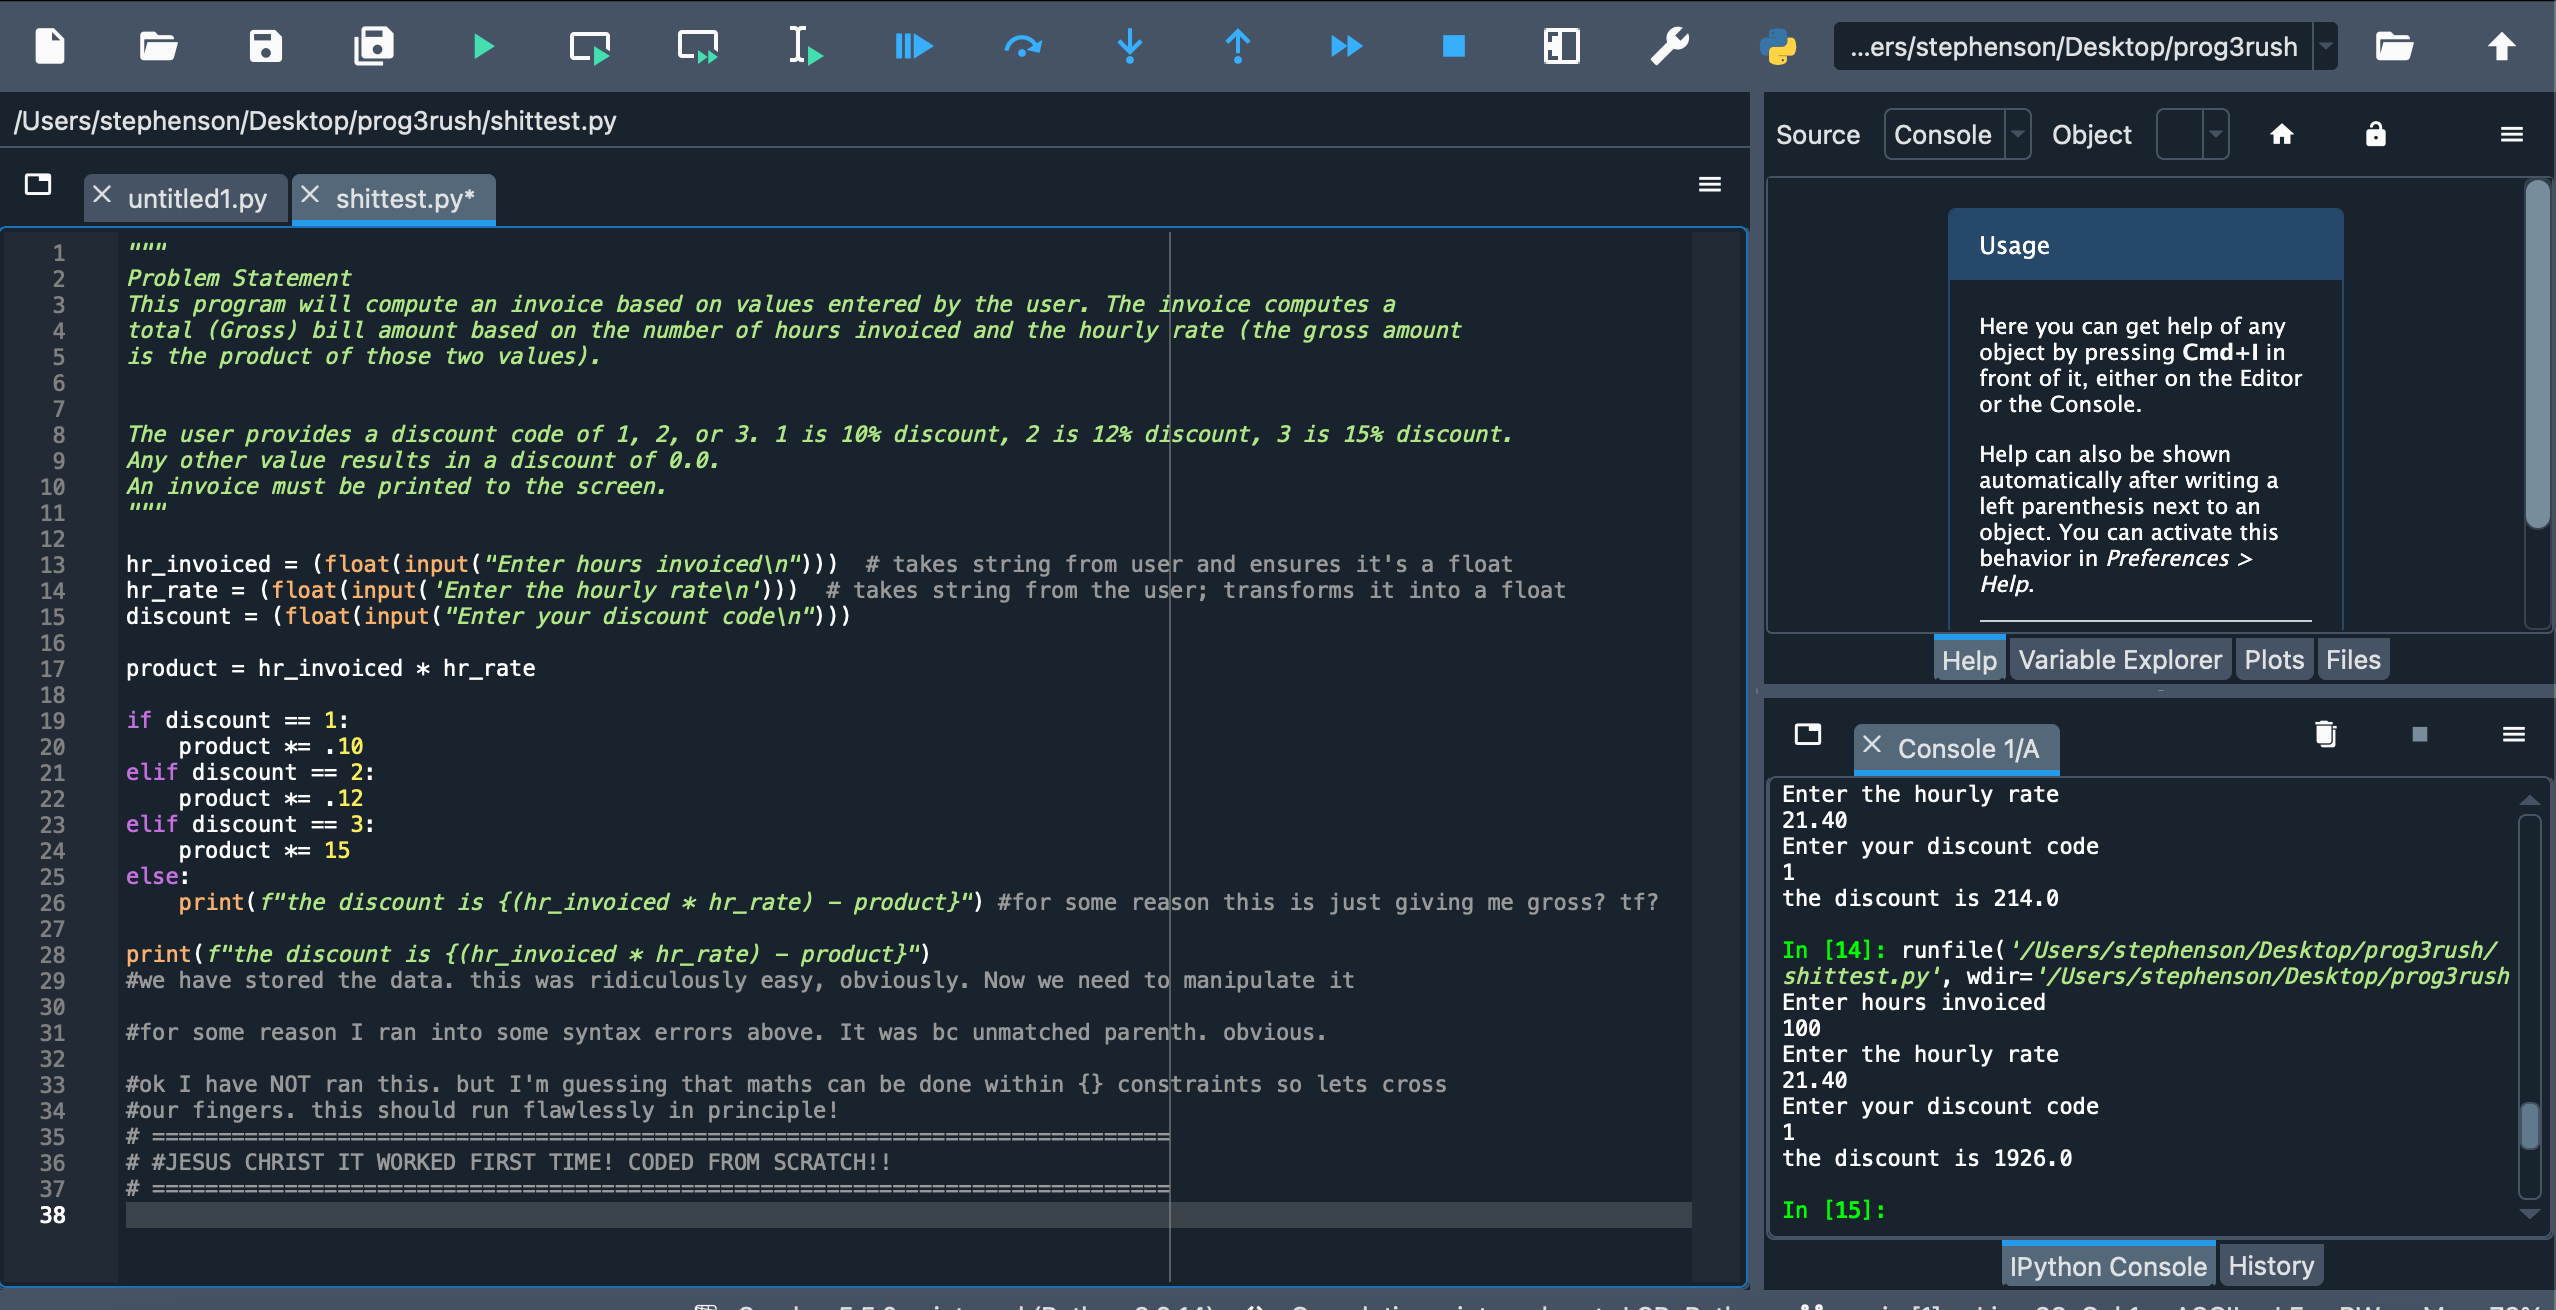 ...ers/stephenson/Desktop/prog3rush
/Users/stephenson/Desktop/prog3rush/shittest.py
untitled1.py
shittest.py*
1 """
2 Problem Statement
3 This program will compute an invoice based on values entered by the user. The invoice computes a
4 total (Gross) bill amount based on the number of hours invoiced and the hourly rate (the gross amount
5 is the product of those two values).
6
7
8 The user provides a discount code of 1, 2, or 3. 1 is 10% discount, 2 is 12% discount, 3 is 15% discount.
9 Any other value results in a discount of 0.0.
10 An invoice must be printed to the screen.
11 """
12
13 hr_invoiced = (float(input("Enter hours invoiced\n")))  # takes string from user and ensures it's a float
14 hr_rate = (float(input('Enter the hourly rate\n')))  # takes string from the user; transforms it into a float
15 discount = (float(input("Enter your discount code\n")))
16
17 product = hr_invoiced * hr_rate
18
19 if discount == 1:
20     product *= .10
21 elif discount == 2:
22     product *= .12
23 elif discount == 3:
24     product *= 15
25 else:
26     print(f"the discount is {(hr_invoiced * hr_rate) - product}") #for some reason this is just giving me gross? tf?
27
28 print(f"the discount is {(hr_invoiced * hr_rate) - product}")
29 #we have stored the data. this was ridiculously easy, obviously. Now we need to manipulate it
30
31 #for some reason I ran into some syntax errors above. It was bc unmatched parenth. obvious.
32
33 #ok I have NOT ran this. but I'm guessing that maths can be done within {} constraints so lets cross
34 #our fingers. this should run flawlessly in principle!
35 # =============================================================================
36 # #JESUS CHRIST IT WORKED FIRST TIME! CODED FROM SCRATCH!!
37 # =============================================================================
38
Source Console Object
Usage
Here you can get help of any
object by pressing Cmd+I in
front of it, either on the Editor
or the Console.
Help can also be shown
automatically after writing a
left parenthesis next to an
object. You can activate this
behavior in Preferences >
Help.
Help Variable Explorer Plots Files
Console 1/A
Enter the hourly rate
21.40
Enter your discount code
1
the discount is 214.0
In [14]: runfile('/Users/stephenson/Desktop/prog3rush/
shittest.py', wdir='/Users/stephenson/Desktop/prog3rush
Enter hours invoiced
100
Enter the hourly rate
21.40
Enter your discount code
1
the discount is 1926.0
In [15]:
IPython Console History